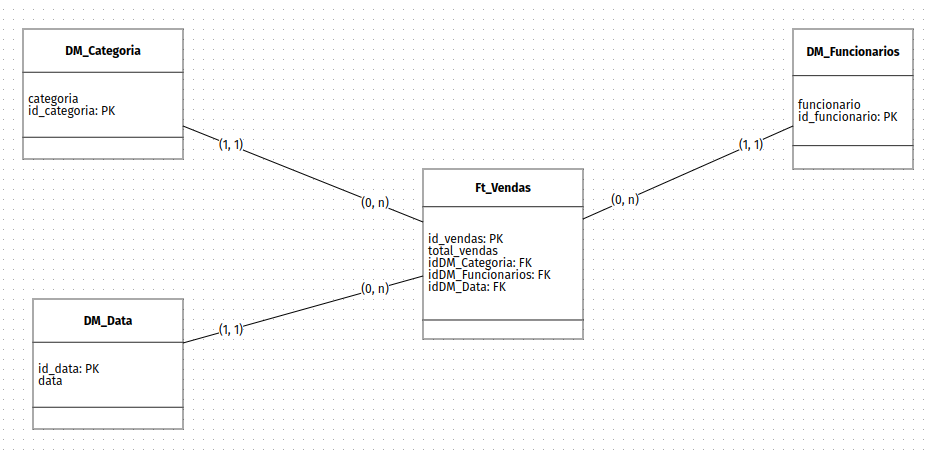 DM_Categoria
categoria
id_categoria: PK
(1, 1)
(0, n)
DM_Funcionarios
funcionario
id_funcionario: PK
(1, 1)
(0, n)
Ft_Vendas
id_vendas: PK
total_vendas
idDM_Categoria: FK
idDM_Funcionarios: FK
idDM_Data: FK
(0, n)
(1, 1)
DM_Data
id_data: PK
data